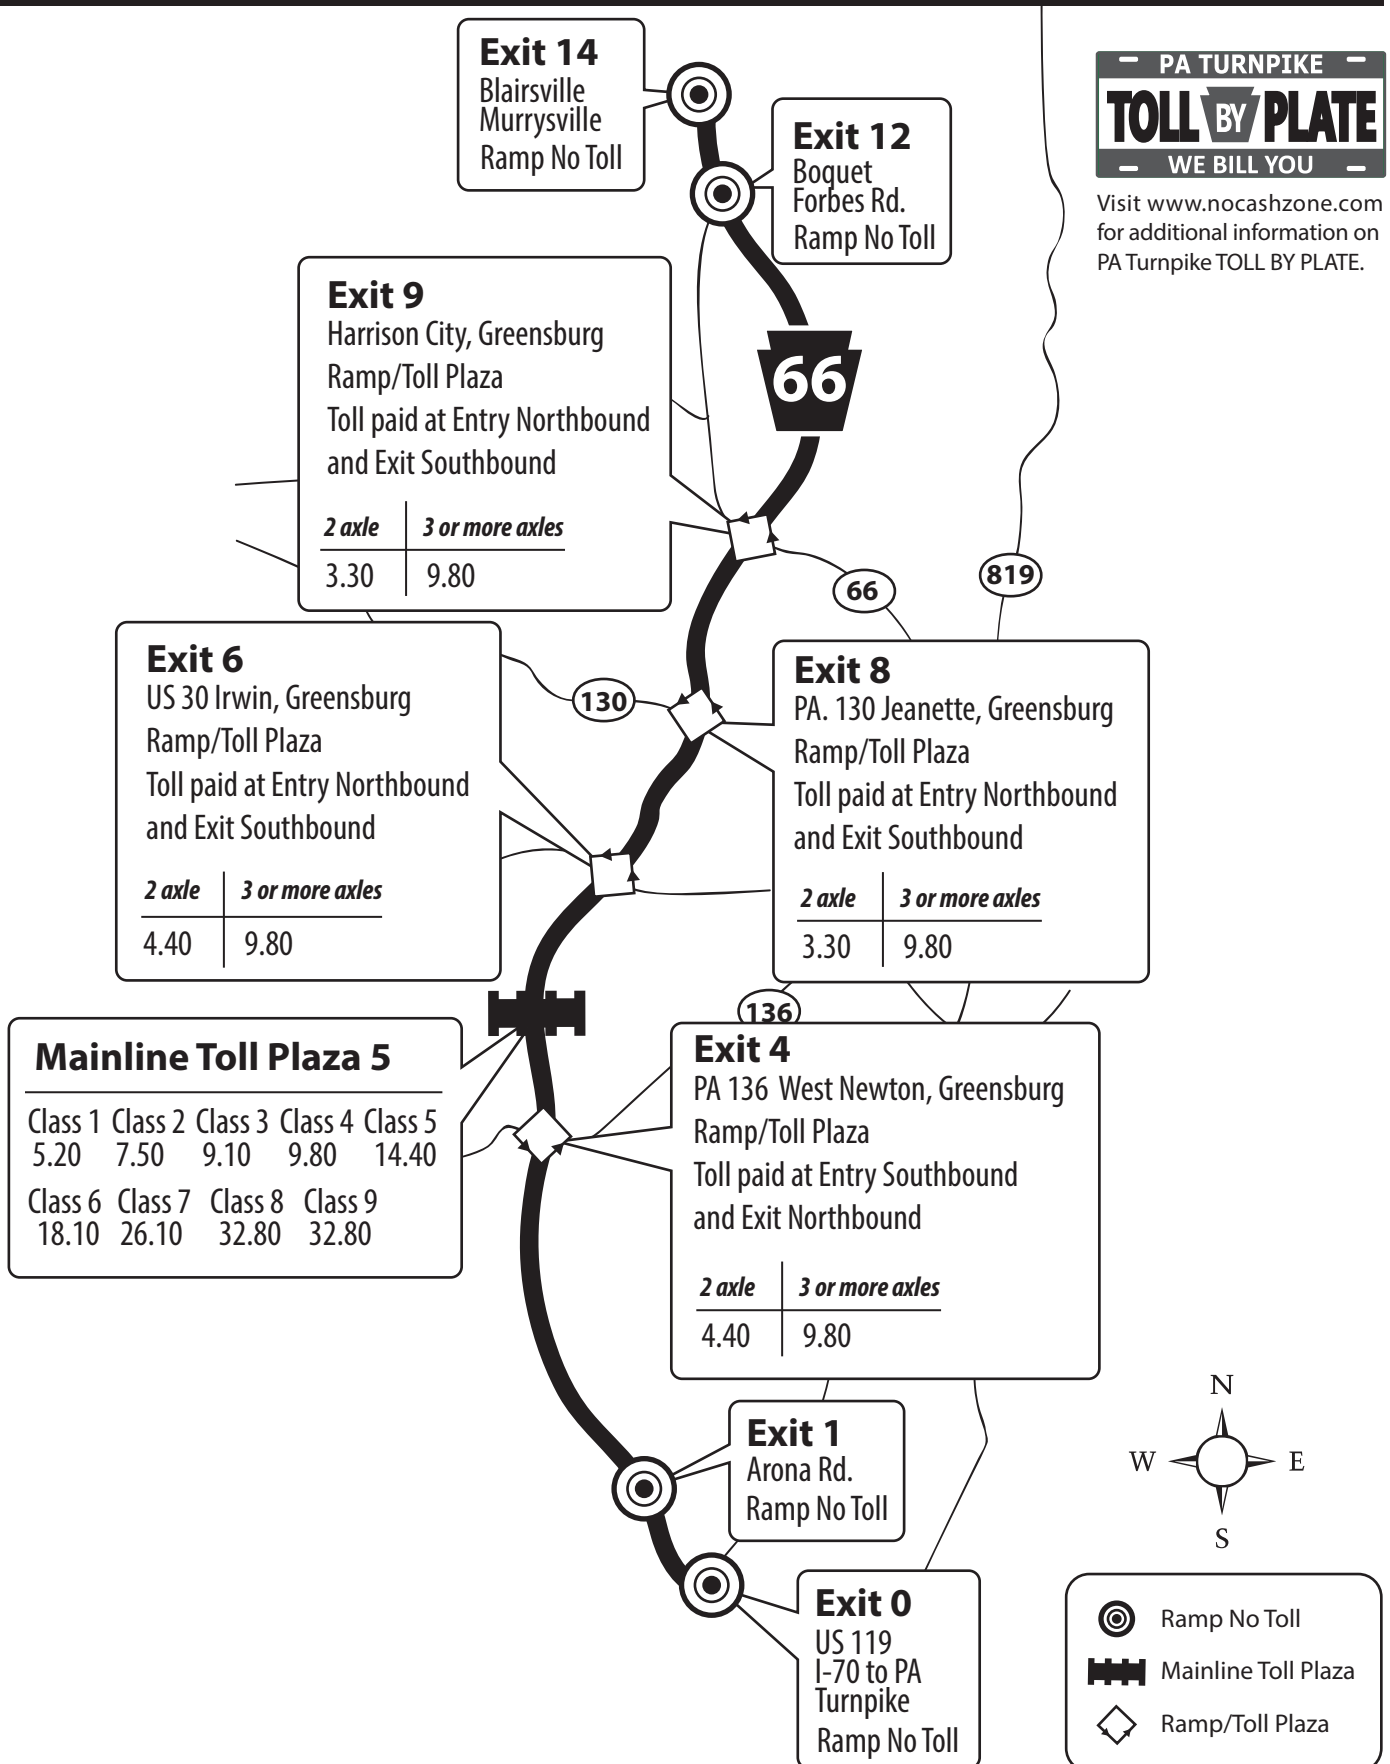 Exit 14
Blairsville
Murrysville
Ramp No Toll
Exit 12
Boquet
Forbes Rd.
Ramp No Toll
PA TURNPIKE
TOLL BY PLATE
WE BILL YOU
Visit www.nocashzone.com
for additional information on
PA Turnpike TOLL BY PLATE.
Exit 9
Harrison City, Greensburg
Ramp/Toll Plaza
Toll paid at Entry Northbound
and Exit Southbound
2 axle 3 or more axles
3.30 9.80
66
66
819
130
Exit 6
US 30 Irwin, Greensburg
Ramp/Toll Plaza
Toll paid at Entry Northbound
and Exit Southbound
2 axle 3 or more axles
4.40 9.80
Exit 8
PA. 130 Jeanette, Greensburg
Ramp/Toll Plaza
Toll paid at Entry Northbound
and Exit Southbound
2 axle 3 or more axles
3.30 9.80
136
Mainline Toll Plaza 5
Class 1 Class 2 Class 3 Class 4 Class 5
5.20 7.50 9.10 9.80 14.40
Class 6 Class 7 Class 8 Class 9
18.10 26.10 32.80 32.80
Exit 4
PA 136 West Newton, Greensburg
Ramp/Toll Plaza
Toll paid at Entry Southbound
and Exit Northbound
2 axle 3 or more axles
4.40 9.80
Exit 1
Arona Rd.
Ramp No Toll
Exit 0
US 119
I-70 to PA
Turnpike
Ramp No Toll
N
W E
S
Ramp No Toll
Mainline Toll Plaza
Ramp/Toll Plaza